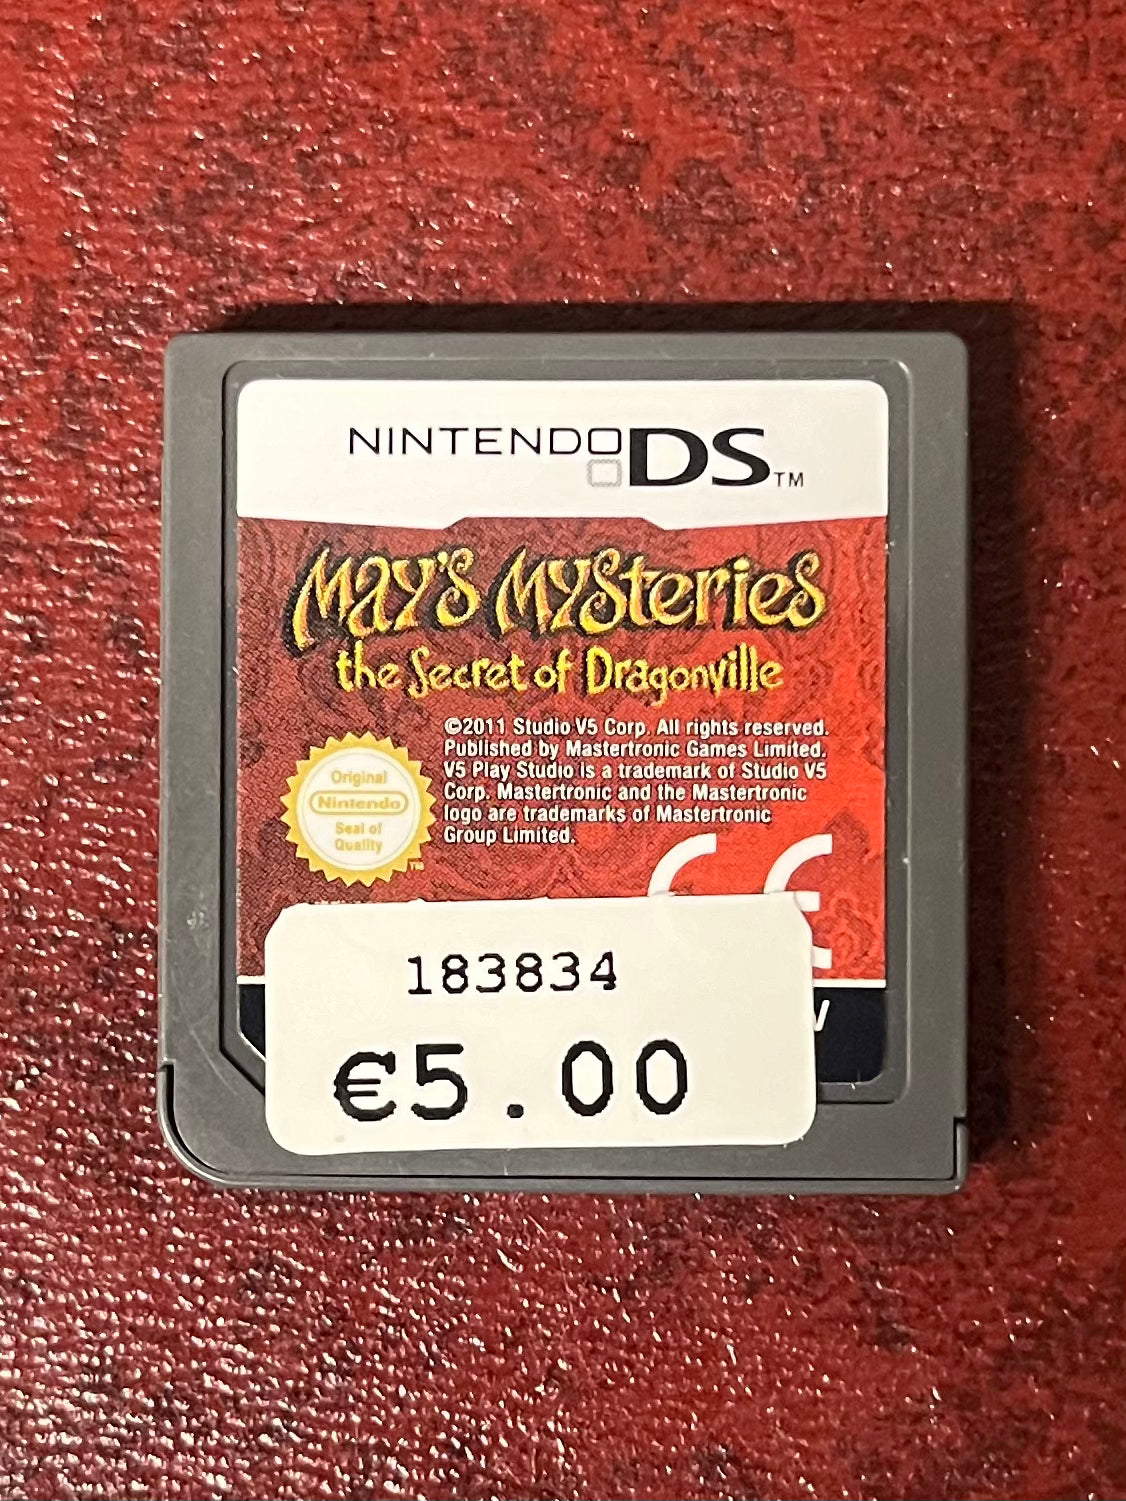 NINTENDO DS™
May's Mysteries
the Secret of Dragonville
©2011 Studio V5 Corp. All rights reserved.
Published by Mastertronic Games Limited.
V5 Play Studio is a trademark of Studio V5
Corp. Mastertronic and the Mastertronic
logo are trademarks of Mastertronic
Group Limited.
Original
Nintendo
Seal of
Quality
™
CE
183834
€5.00